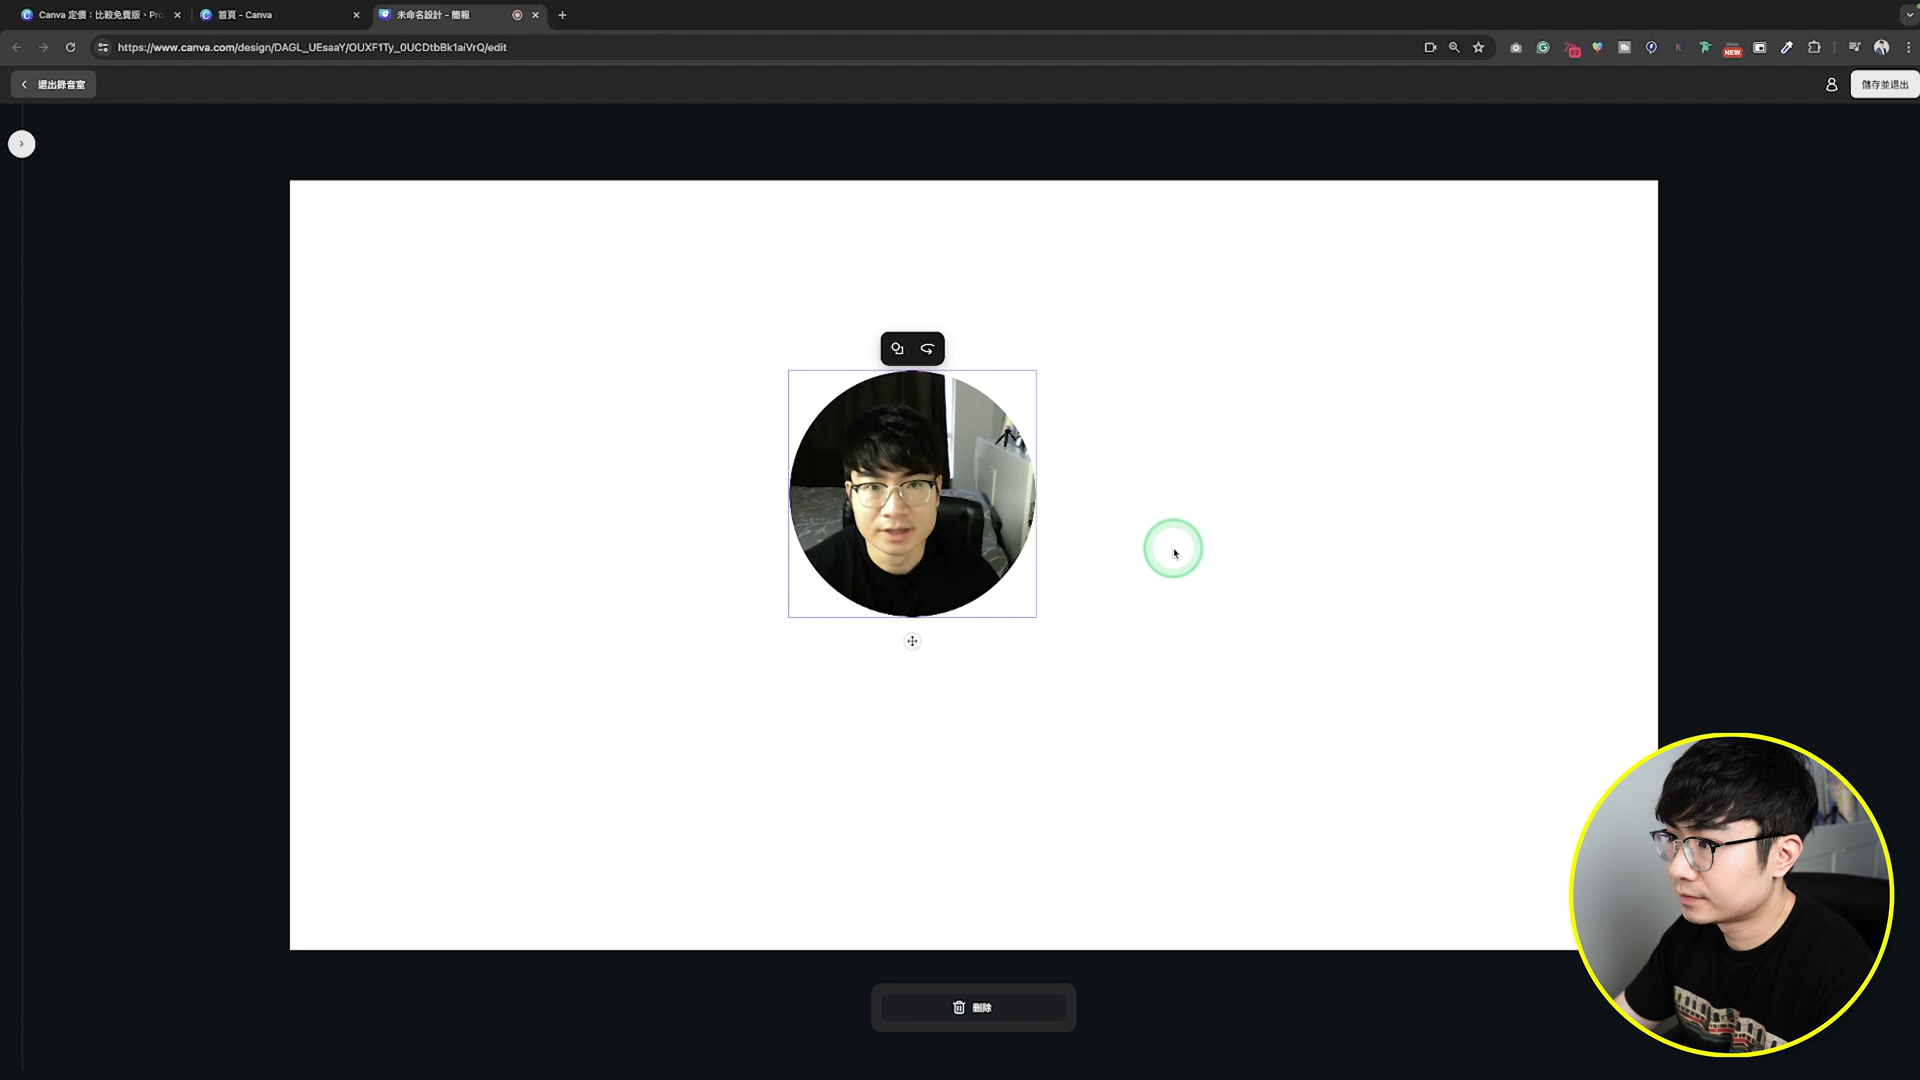 Canva 定價：比較免費版、Pro
首頁 - Canva
未命名設計 - 簡報
https://www.canva.com/design/DAGL_UEsaaY/OUXF1Ty_0UCDtbBk1aiVrQ/edit
NEW
退出錄音室
儲存並退出
刪除